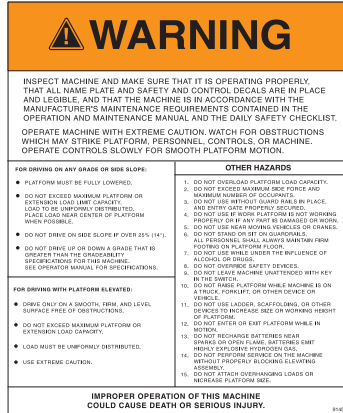 WARNING
INSPECT MACHINE AND MAKE SURE THAT IT IS OPERATING PROPERLY,
THAT ALL NAME PLATE AND SAFETY AND CONTROL DECALS ARE IN PLACE
AND LEGIBLE, AND THAT THE MACHINE IS IN ACCORDANCE WITH THE
MANUFACTURER'S MAINTENANCE REQUIREMENTS CONTAINED IN THE
OPERATION AND MAINTENANCE MANUAL AND THE DAILY SAFETY CHECKLIST.
OPERATE MACHINE WITH EXTREME CAUTION. WATCH FOR OBSTRUCTIONS
WHICH MAY STRIKE PLATFORM, PERSONNEL, CONTROLS, OR MACHINE.
OPERATE CONTROLS SLOWLY FOR SMOOTH PLATFORM MOTION.
FOR DRIVING ON ANY GRADE OR SIDE SLOPE:
● PLATFORM MUST BE FULLY LOWERED.
● DO NOT EXCEED MAXIMUM PLATFORM OR
EXTENSION LOAD LIMIT CAPACITY.
LOAD TO BE UNIFORMLY DISTRIBUTED.
PLACE LOAD NEAR CENTER OF PLATFORM
WHEN POSSIBLE.
● DO NOT DRIVE ON SIDE SLOPE IF OVER 25% (14°).
● DO NOT DRIVE UP OR DOWN A GRADE THAT IS
GREATER THAN THE GRADEABILITY
SPECIFICATIONS FOR THIS MACHINE.
SEE OPERATOR MANUAL FOR SPECIFICATIONS.
FOR DRIVING WITH PLATFORM ELEVATED:
● DRIVE ONLY ON A SMOOTH, FIRM, AND LEVEL
SURFACE FREE OF OBSTRUCTIONS.
● DO NOT EXCEED MAXIMUM PLATFORM OR
EXTENSION LOAD CAPACITY.
● LOAD MUST BE UNIFORMLY DISTRIBUTED.
● USE EXTREME CAUTION.
OTHER HAZARDS
1. DO NOT OVERLOAD PLATFORM LOAD CAPACITY.
2. DO NOT EXCEED MAXIMUM SIDE FORCE AND
MAXIMUM NUMBER OF OCCUPANTS.
3. DO NOT USE WITHOUT GUARD RAILS IN PLACE,
AND ENTRY GATE PROPERLY SECURED.
4. DO NOT USE IF WORK PLATFORM IS NOT WORKING
PROPERLY OR IF ANY PART IS DAMAGED OR WORN.
5. DO NOT USE NEAR MOVING VEHICLES OR CRANES.
6. DO NOT STAND OR SIT ON GUARDRAILS,
ALL PERSONNEL SHALL ALWAYS MAINTAIN FIRM
FOOTING ON PLATFORM FLOOR.
7. DO NOT USE WHILE UNDER THE INFLUENCE OF
ALCOHOL OR DRUGS.
8. DO NOT OVERRIDE SAFETY DEVICES.
9. DO NOT LEAVE MACHINE UNATTENDED WITH KEY
IN THE SWITCH.
10. DO NOT RAISE PLATFORM WHILE MACHINE IS ON
A TRUCK, FORKLIFT, OR OTHER DEVICE OR
VEHICLE.
11. DO NOT USE LADDER, SCAFFOLDING, OR OTHER
DEVICES TO INCREASE SIZE OR WORKING HEIGHT
OF PLATFORM.
12. DO NOT ENTER OR EXIT PLATFORM WHILE IN
MOTION.
13. DO NOT RECHARGE BATTERIES NEAR
SPARKS OR OPEN FLAME, BATTERIES EMIT
HIGHLY EXPLOSIVE HYDROGEN GAS.
14. DO NOT PERFORM SERVICE ON THE MACHINE
WITHOUT PROPERLY BLOCKING ELEVATING
ASSEMBLY.
15. DO NOT ATTACH OVERHANGING LOADS OR
INCREASE PLATFORM SIZE.
IMPROPER OPERATION OF THIS MACHINE
COULD CAUSE DEATH OR SERIOUS INJURY.